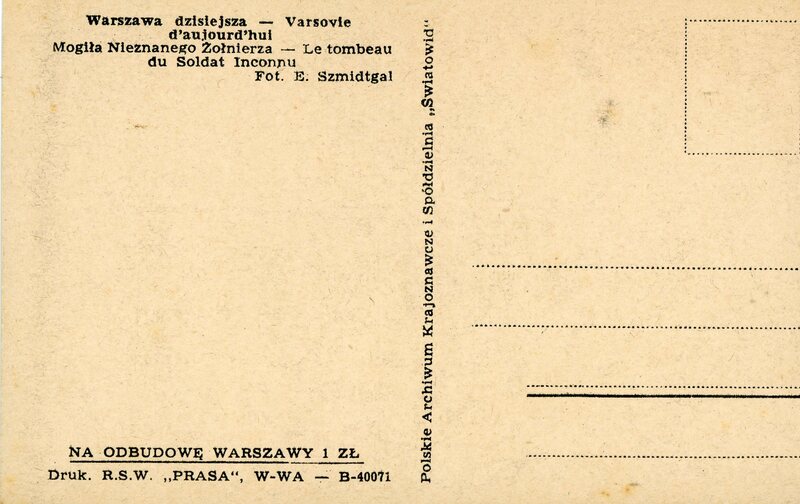 Warszawa dzisiejsza — Varsovie
d'aujourd'hui
Mogiła Nieznanego Żołnierza — Le tombeau
du Soldat Inconnu
Fot. E. Szmidtgal
Polskie Archiwum Krajoznawcze i Spółdzielnia „Światowid“
NA ODBUDOWĘ WARSZAWY 1 ZŁ
Druk. R.S.W. „PRASA“, W-WA — B-40071